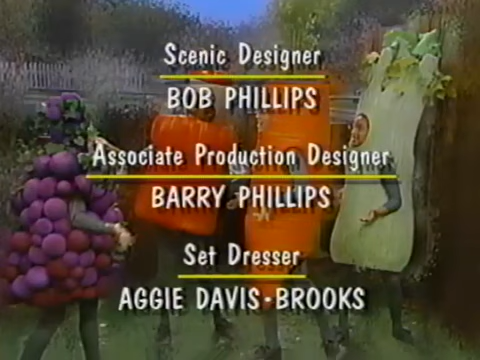 Scenic Designer
BOB PHILLIPS
Associate Production Designer
BARRY PHILLIPS
Set Dresser
AGGIE DAVIS-BROOKS